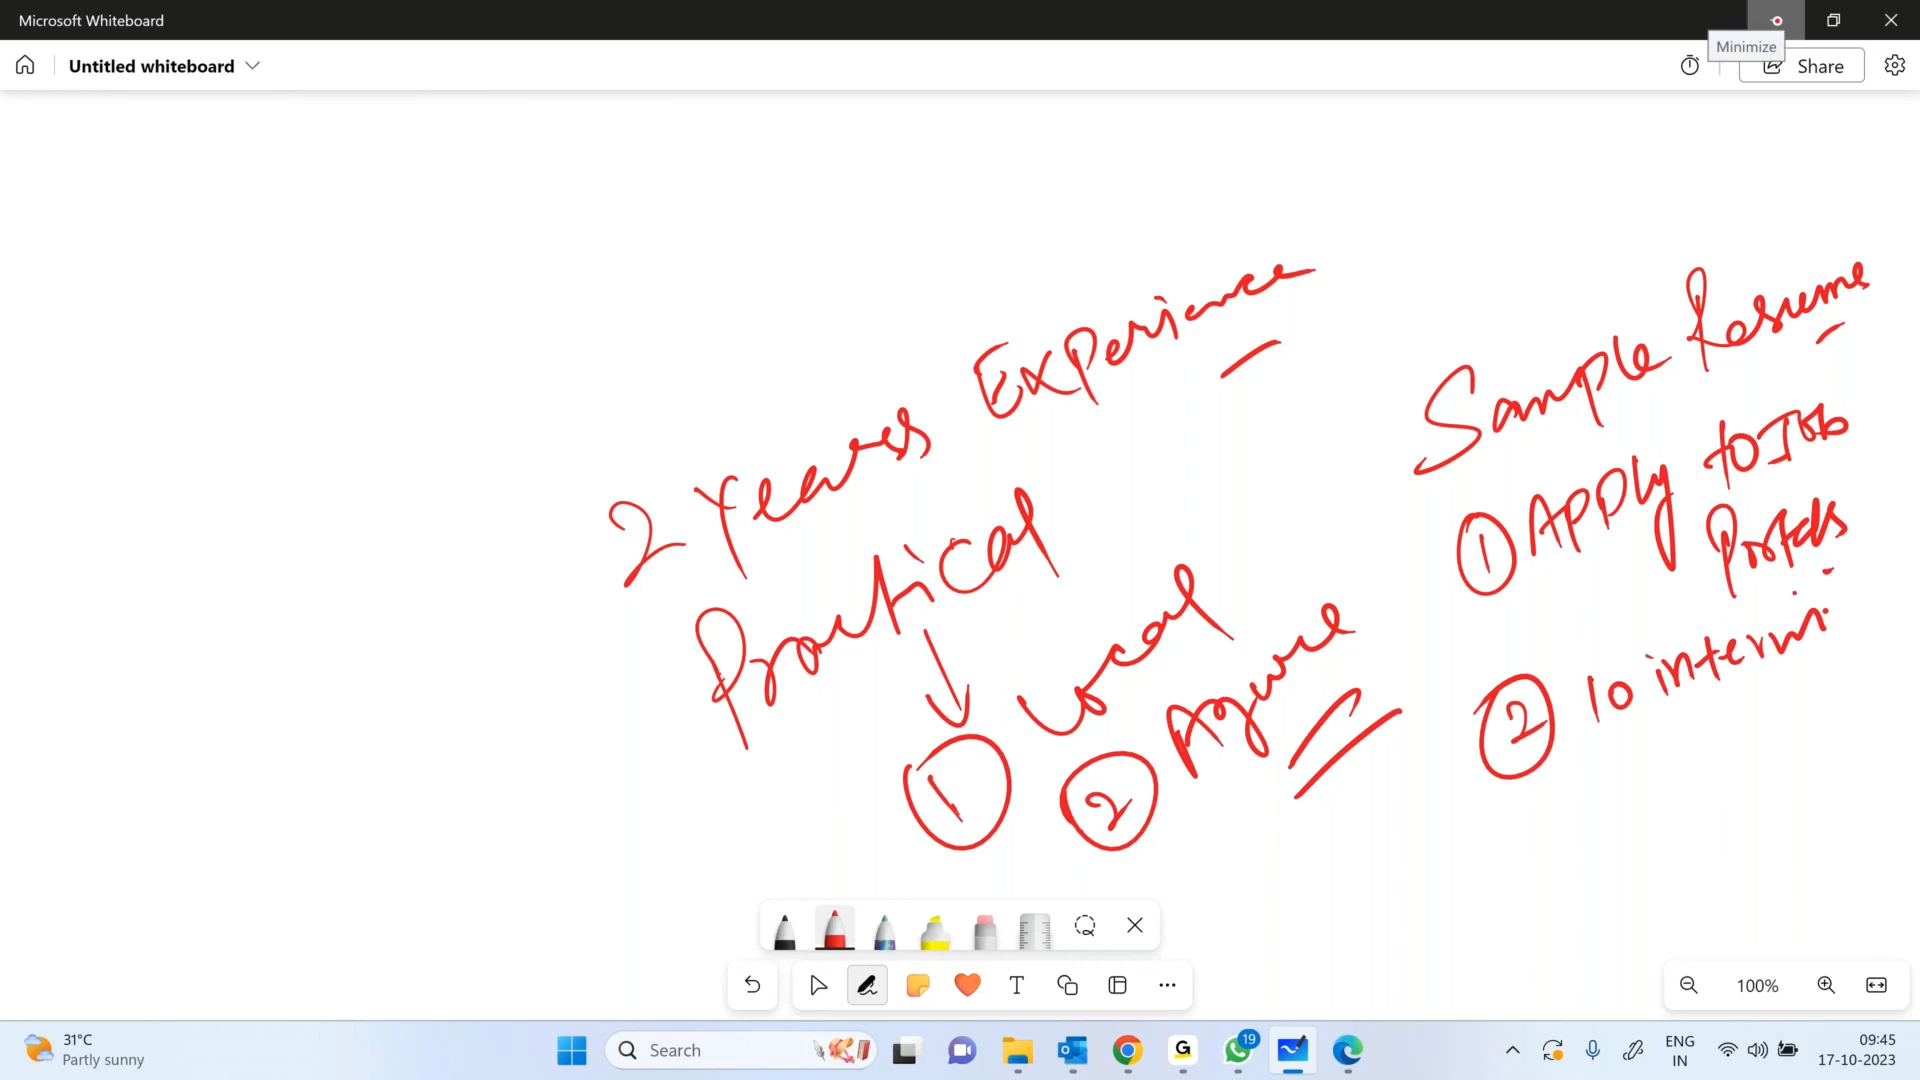 Microsoft Whiteboard
Minimize
Untitled whiteboard
Share
2 Years Experience
Practical
① Local
② Azure
Sample Resume
① Apply to Job
Portals
② 10 intervi
100%
31°C
Partly sunny
Search
G
19
ENG
IN
09:45
17-10-2023